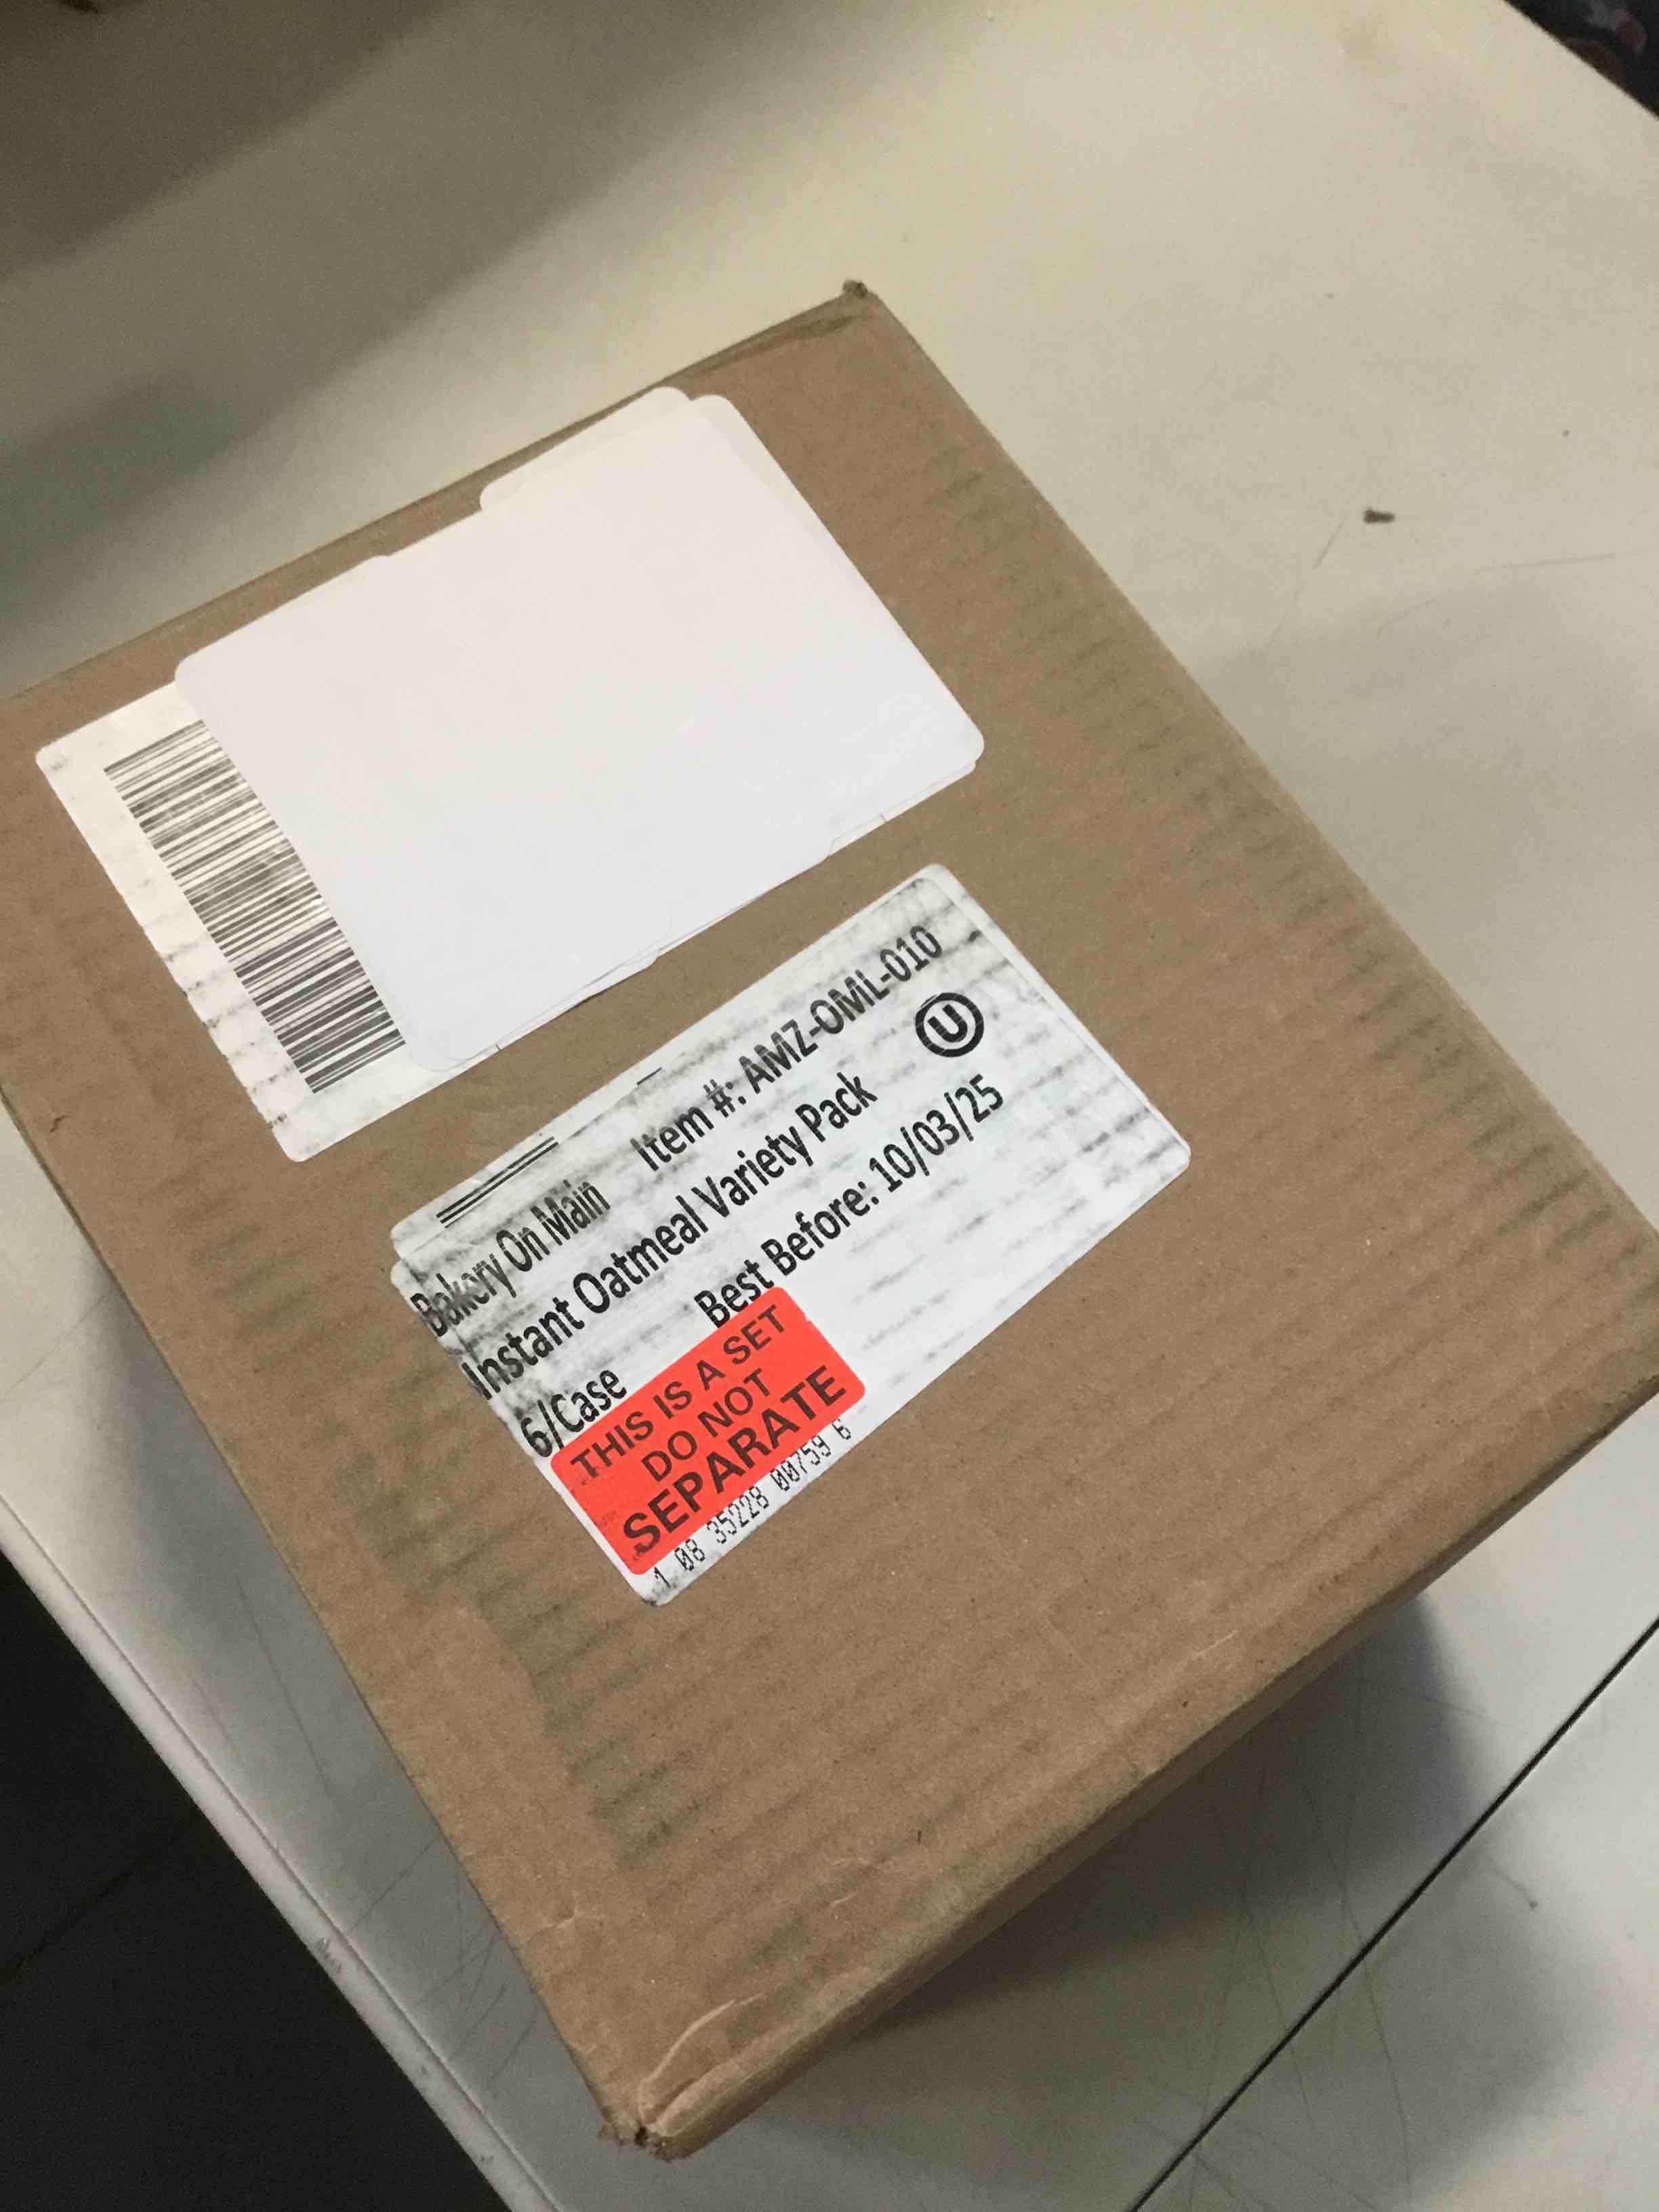 Bakery On Main Item #: AMZ-OML-010
Instant Oatmeal Variety Pack U
6/Case Best Before: 10/03/25
THIS IS A SET
DO NOT
SEPARATE
1 08 35228 00759 6